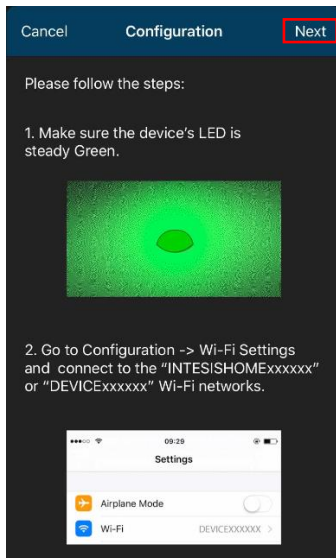 Cancel Configuration Next
Please follow the steps:
1. Make sure the device's LED is
steady Green.
2. Go to Configuration -> Wi-Fi Settings
and connect to the “INTESISHOMExxxxxx”
or “DEVICExxxxxx” Wi-Fi networks.
09:29
Settings
Airplane Mode
Wi-Fi DEVICEXXXXXX >